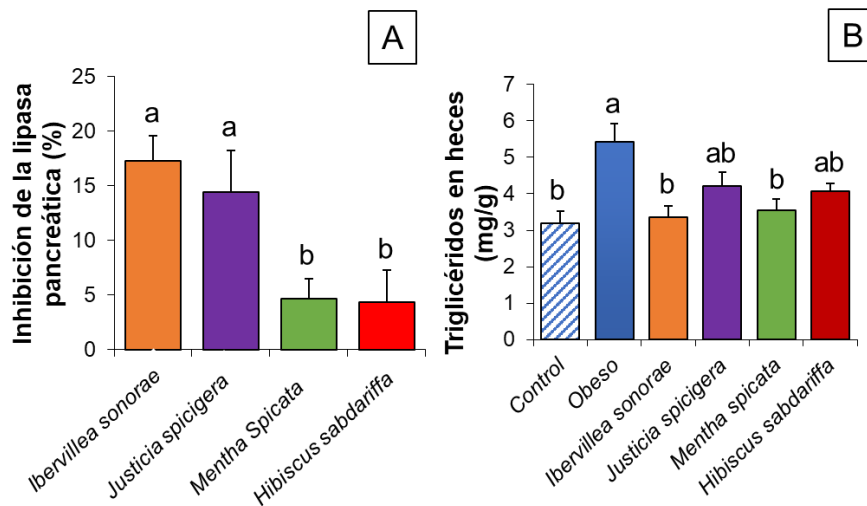 A
Inhibición de la lipasa
pancreática (%)
25
20
15
10
5
0
a
a
b
b
Ibervillea sonorae
Justicia spicigera
Mentha Spicata
Hibiscus sabdariffa
B
Triglicéridos en heces
(mg/g)
7
6
5
4
3
2
1
0
b
a
b
ab
b
ab
Control
Obeso
Ibervillea sonorae
Justicia spicigera
Mentha spicata
Hibiscus sabdariffa